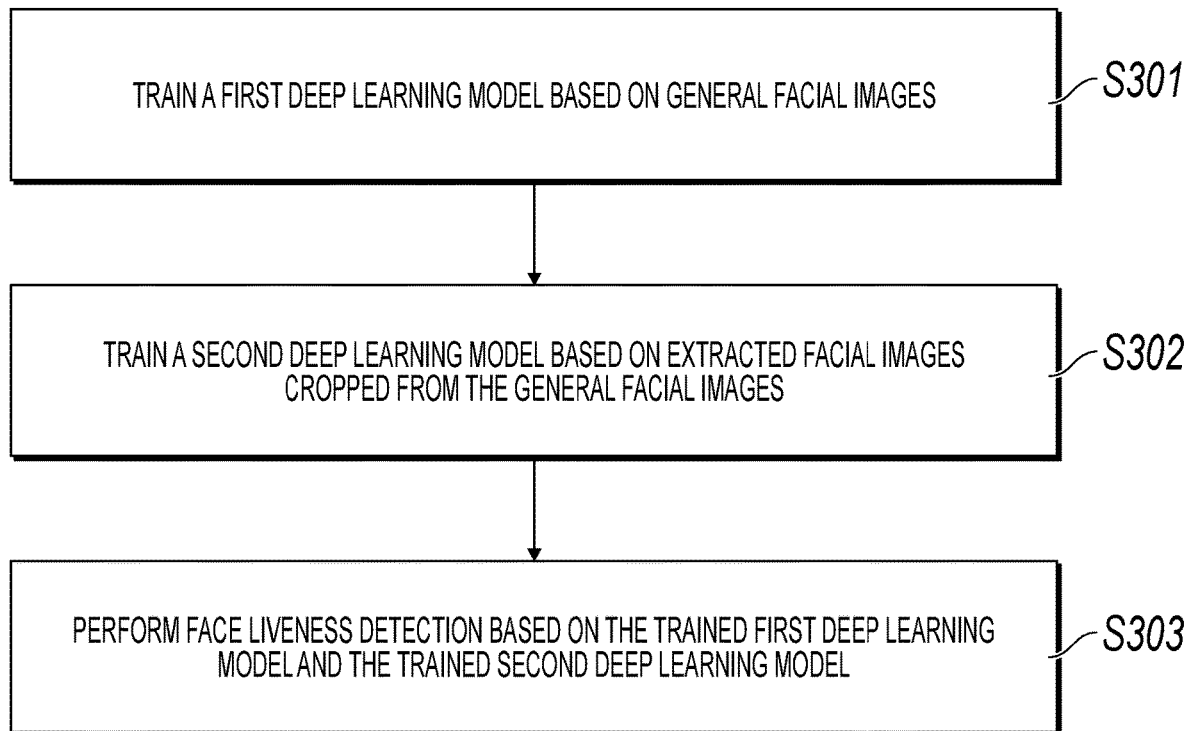 TRAIN A FIRST DEEP LEARNING MODEL BASED ON GENERAL FACIAL IMAGES
S301
TRAIN A SECOND DEEP LEARNING MODEL BASED ON EXTRACTED FACIAL IMAGES
CROPPED FROM THE GENERAL FACIAL IMAGES
S302
PERFORM FACE LIVENESS DETECTION BASED ON THE TRAINED FIRST DEEP LEARNING
MODEL AND THE TRAINED SECOND DEEP LEARNING MODEL
S303